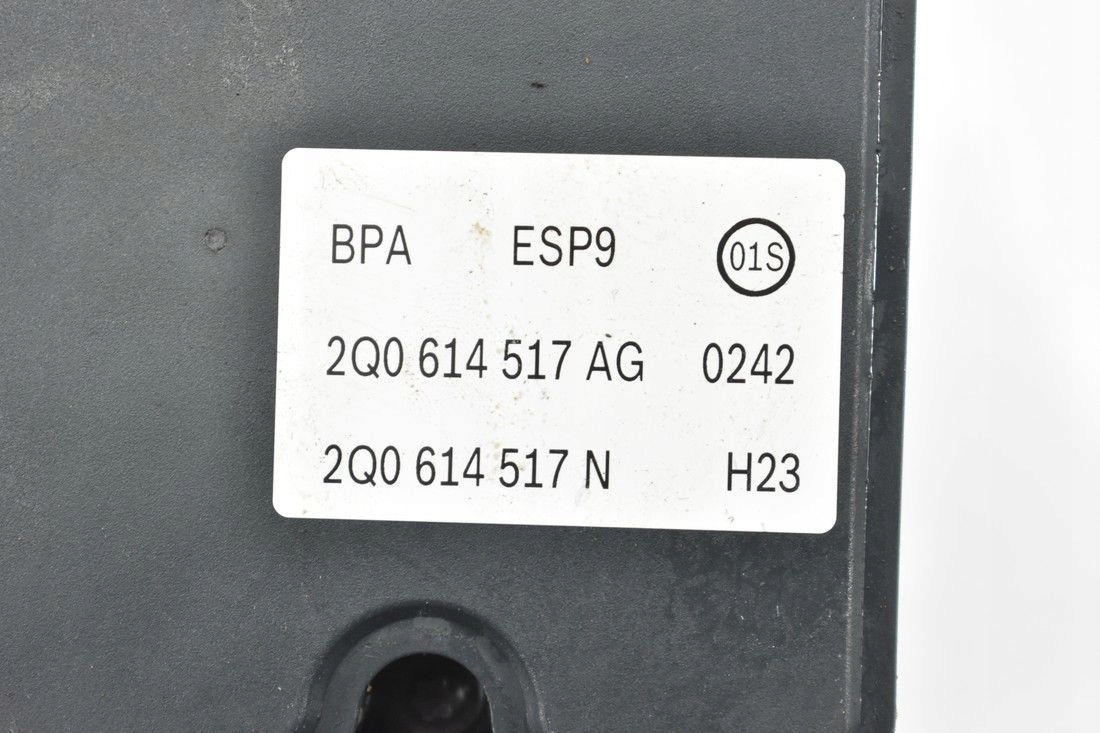 BPA ESP9 01S
2Q0 614 517 AG 0242
2Q0 614 517 N H23